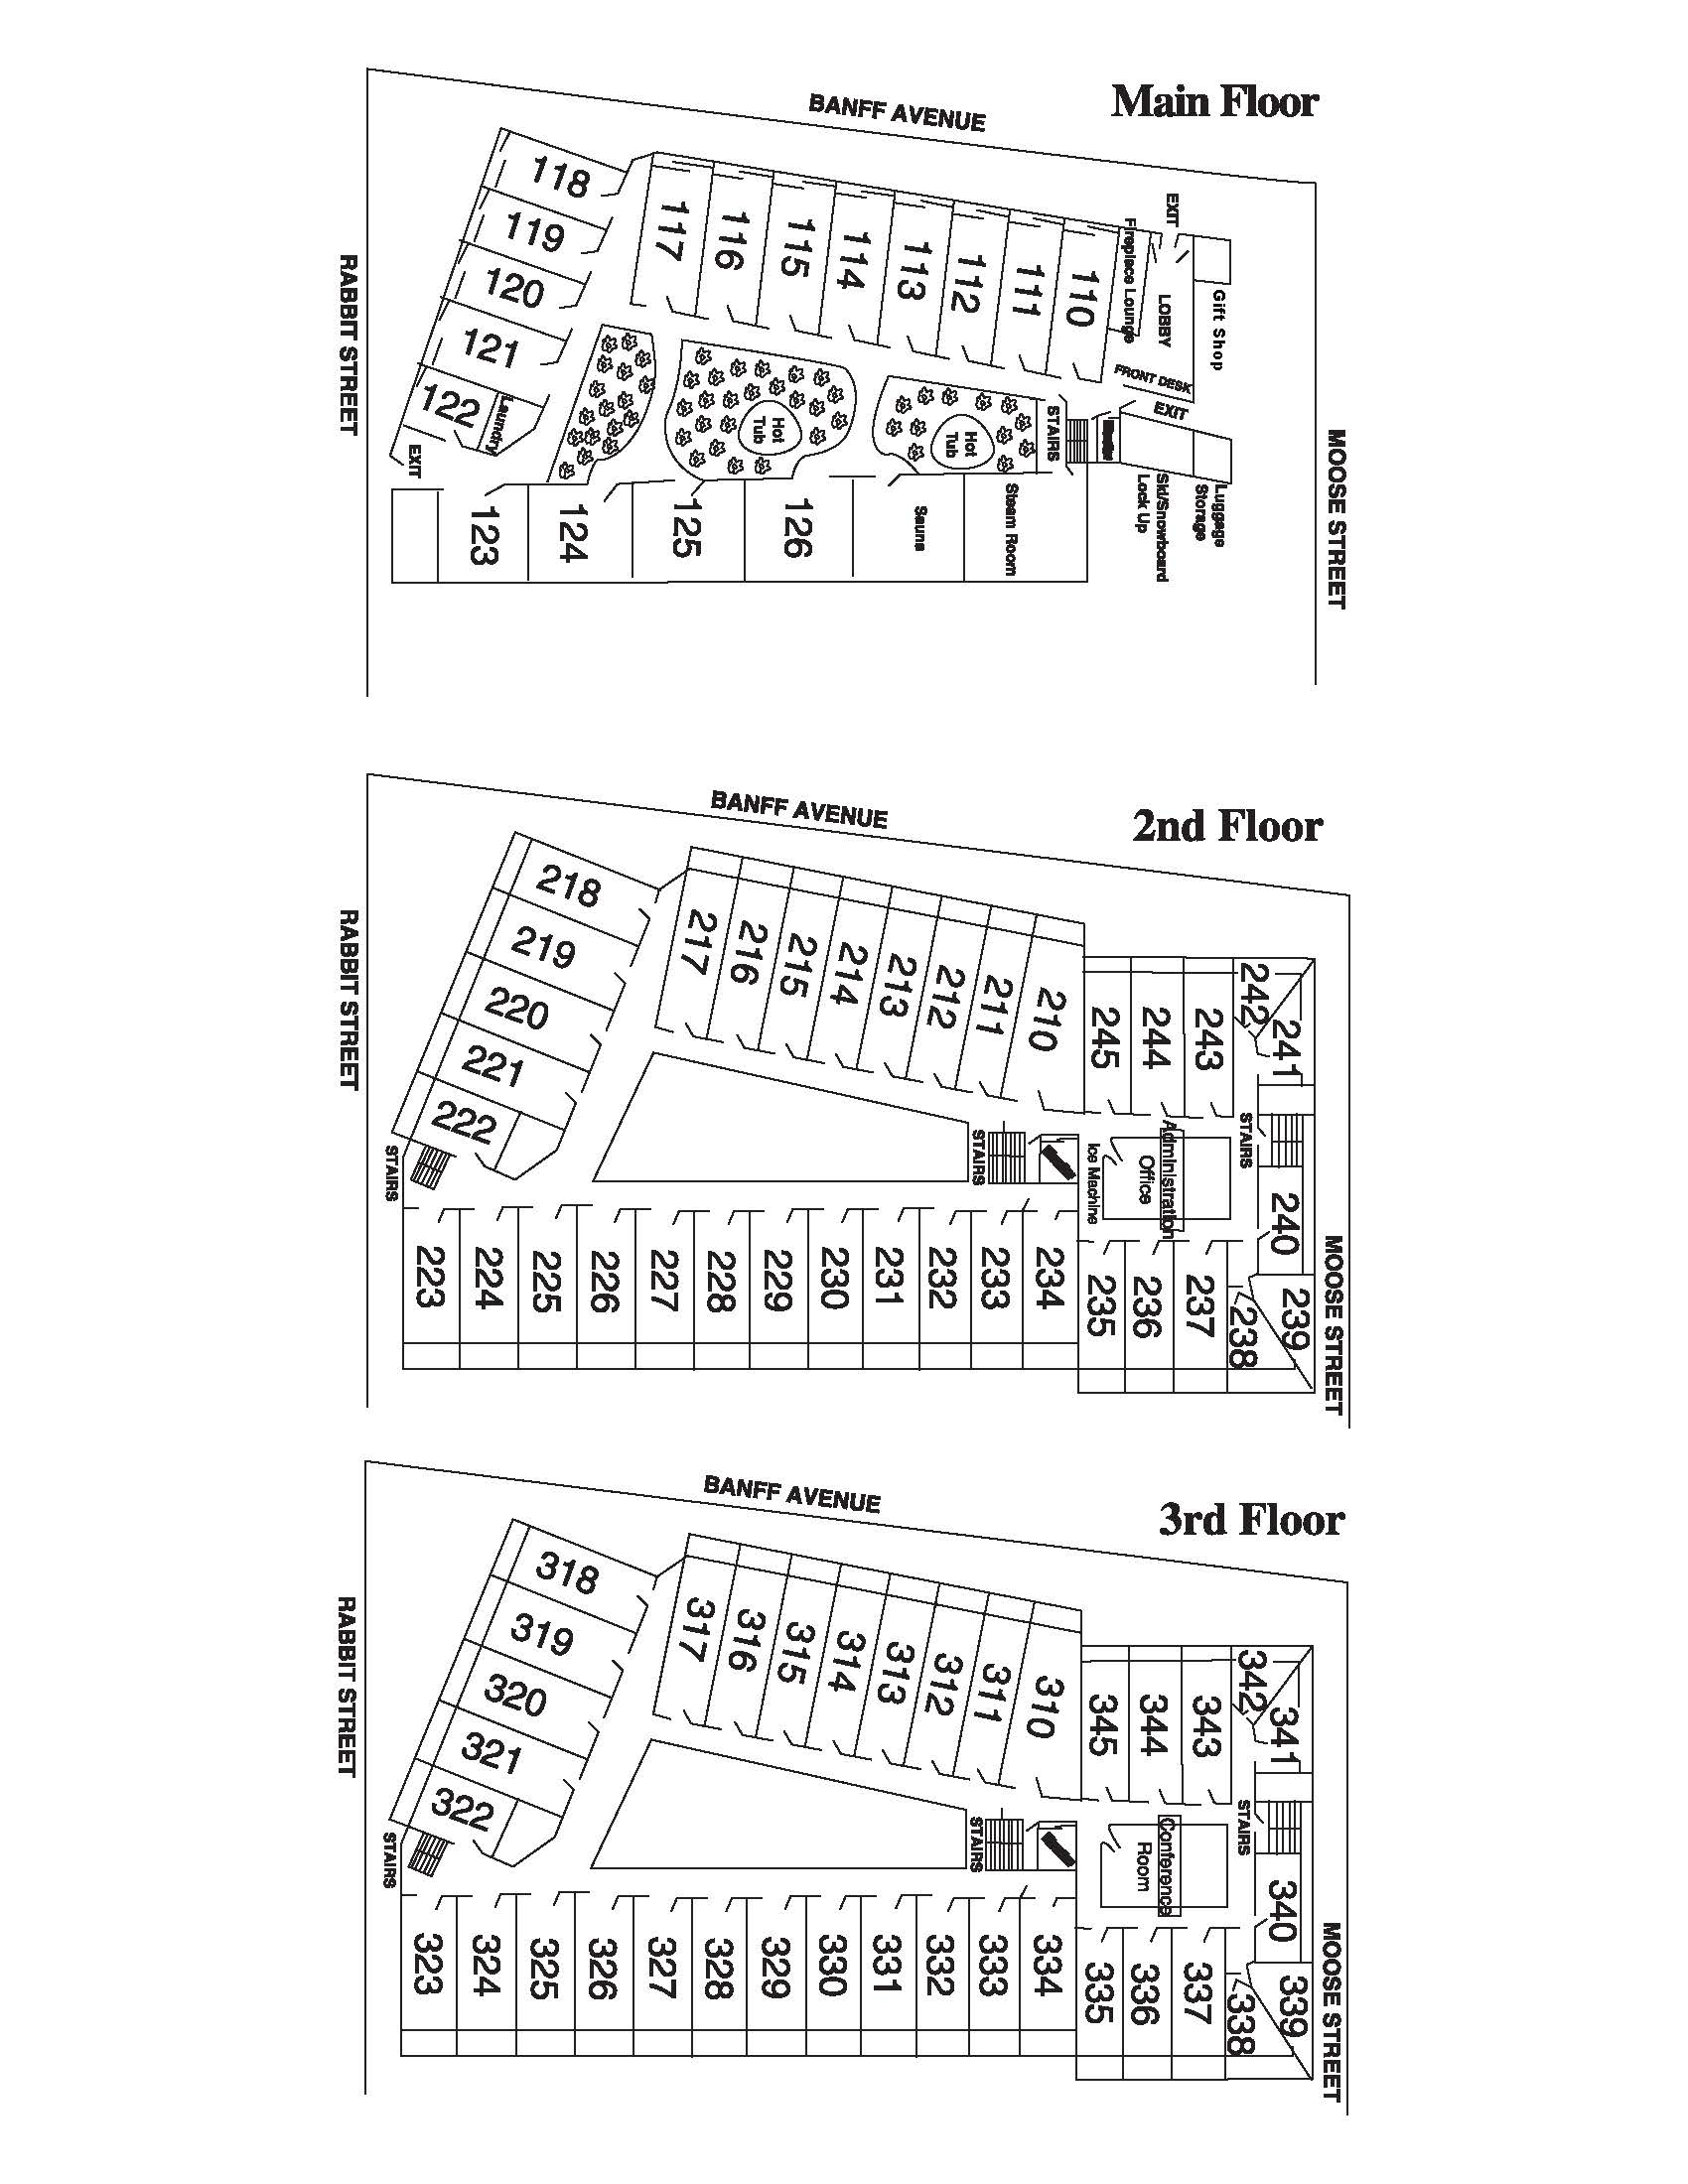 Main Floor
BANFF AVENUE
RABBIT STREET
MOOSE STREET
118
119
120
121
122
Laundry
EXIT
117
116
115
114
113
112
111
110
Fireplace Lounge
EXIT
LOBBY
Gift Shop
FRONT DESK
EXIT
Hot
Tub
Hot
Tub
STAIRS
Ski/Snowboard
Lock Up
Luggage
Storage
123
124
125
126
Sauna
Steam Room
2nd Floor
BANFF AVENUE
RABBIT STREET
MOOSE STREET
218
219
220
221
222
STAIRS
217
216
215
214
213
212
211
210
245
244
243
242
241
STAIRS
Ice Machine
Administration
Office
STAIRS
240
239
223
224
225
226
227
228
229
230
231
232
233
234
235
236
237
238
3rd Floor
BANFF AVENUE
RABBIT STREET
MOOSE STREET
318
319
320
321
322
STAIRS
317
316
315
314
313
312
311
310
345
344
343
342
341
STAIRS
Conference
Room
STAIRS
340
339
323
324
325
326
327
328
329
330
331
332
333
334
335
336
337
338